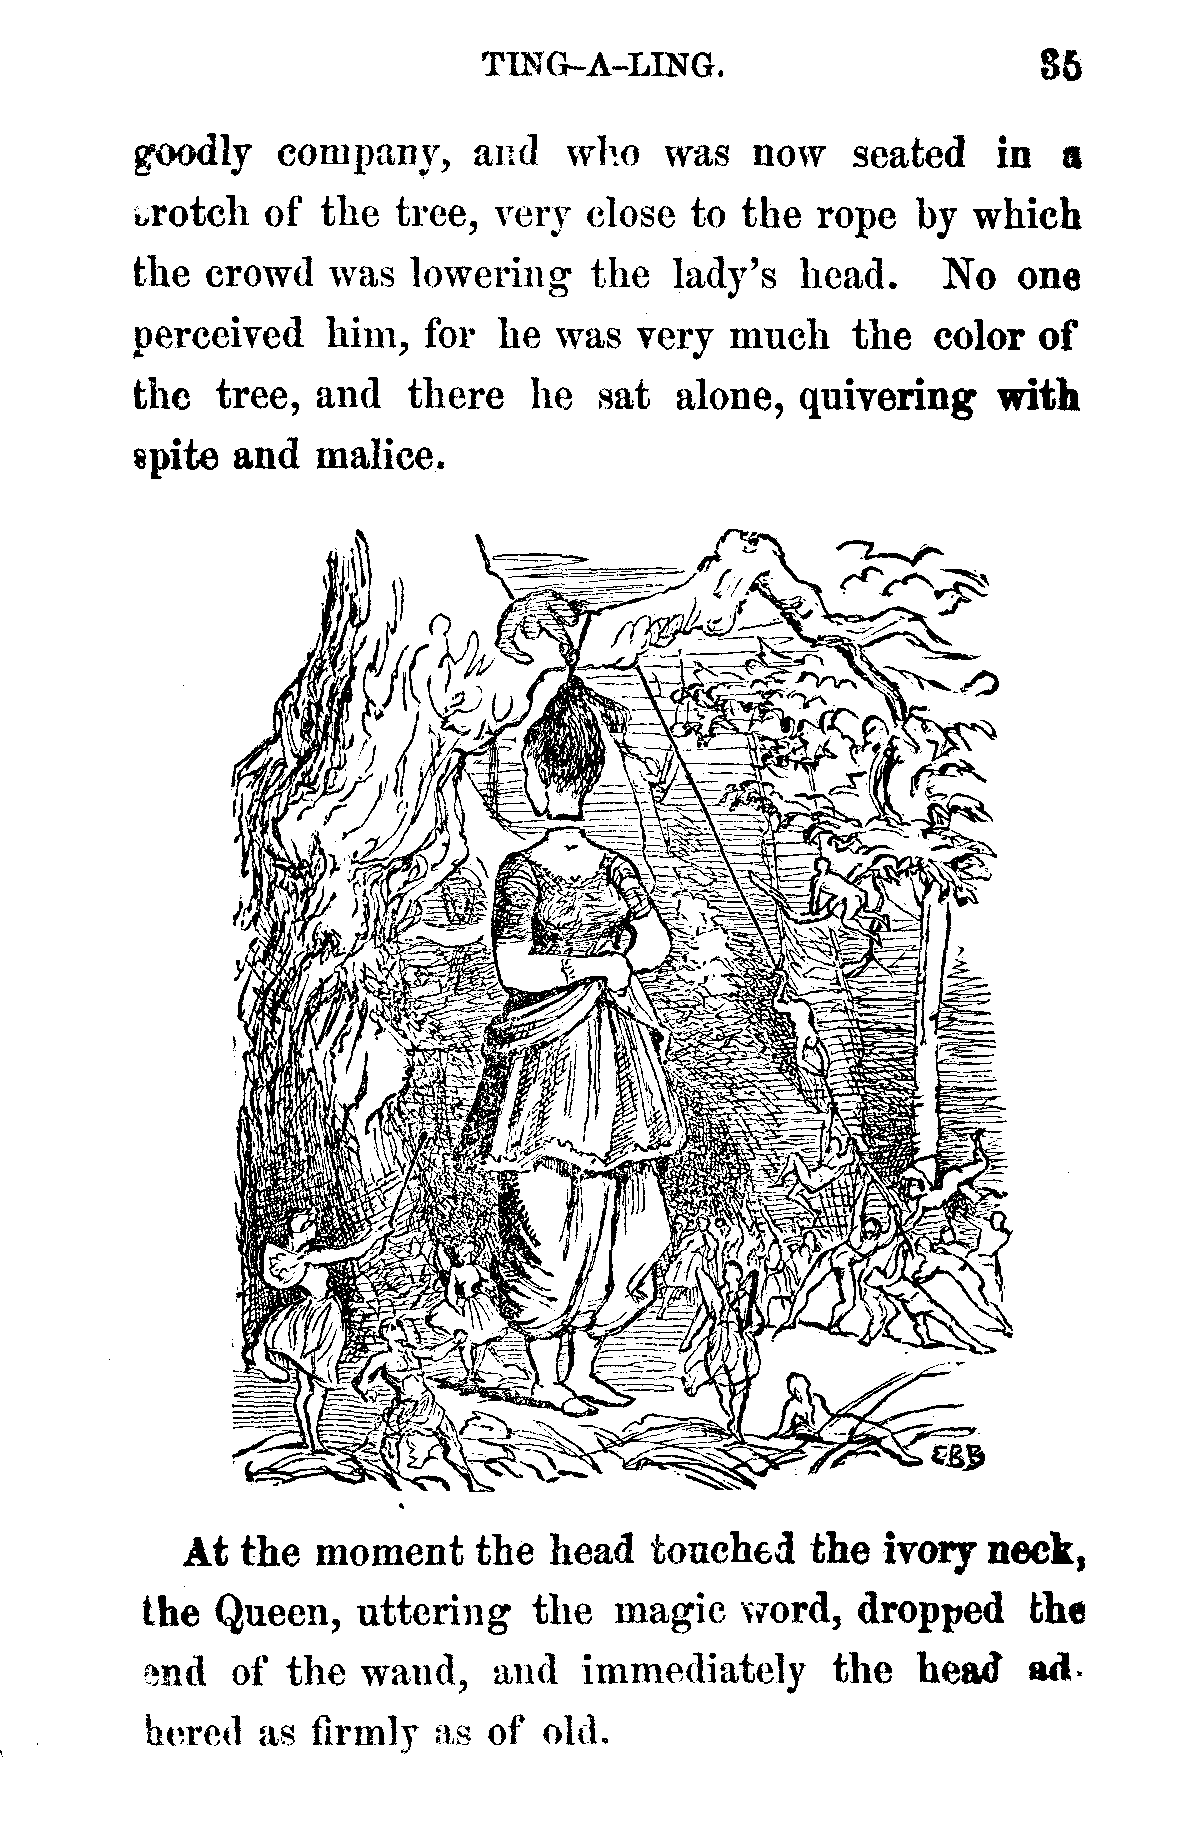 TING-A-LING. 35
goodly company, and who was now seated in a
crotch of the tree, very close to the rope by which
the crowd was lowering the lady's head. No one
perceived him, for he was very much the color of
the tree, and there he sat alone, quivering with
spite and malice.
EBB
At the moment the head touched the ivory neck,
the Queen, uttering the magic word, dropped the
end of the wand, and immediately the head ad-
hered as firmly as of old.